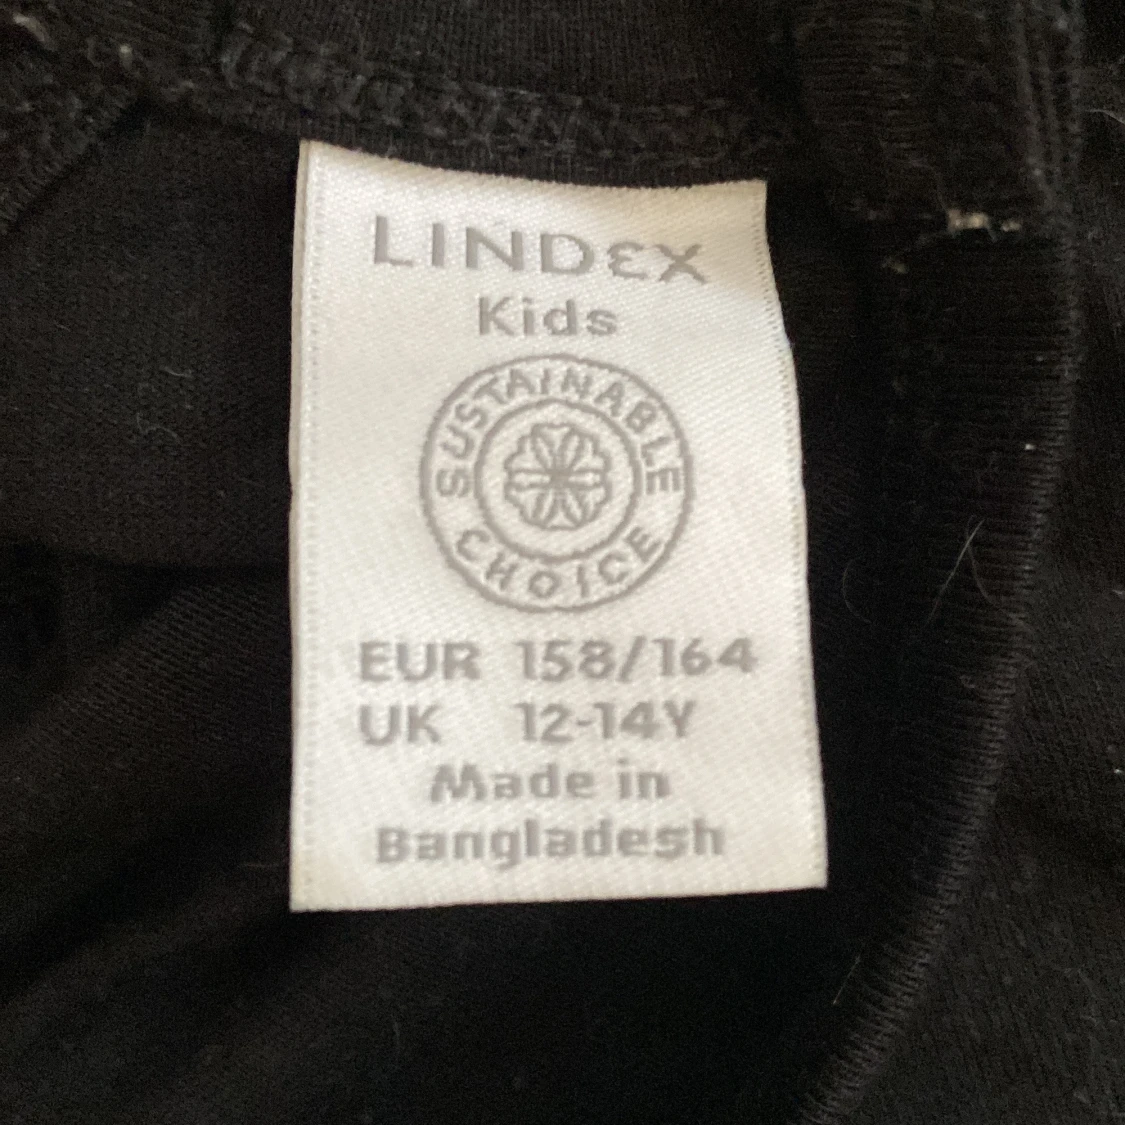 LINDEX
Kids
SUSTAINABLE
CHOICE
EUR 158/164
UK 12-14Y
Made in
Bangladesh